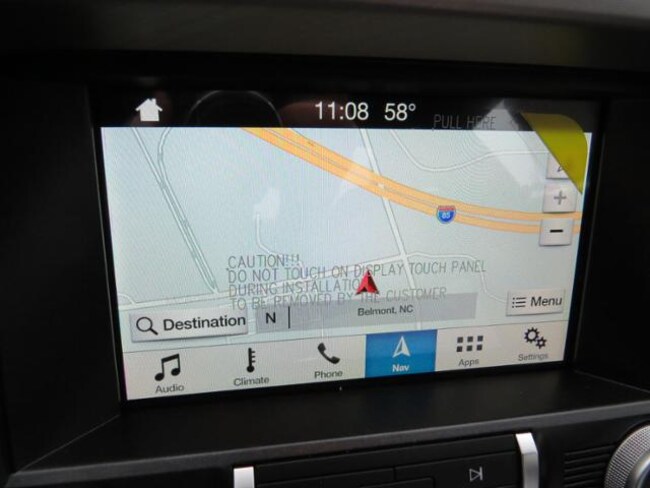 11:08 58°
PULL HERE
85
+
CAUTION!!!
DO NOT TOUCH ON DISPLAY TOUCH PANEL
DURING INSTALLATION
TO BE REMOVED BY THE CUSTOMER
Menu
Destination
N
Belmont, NC
Audio
Climate
Phone
Nav
Apps
Settings